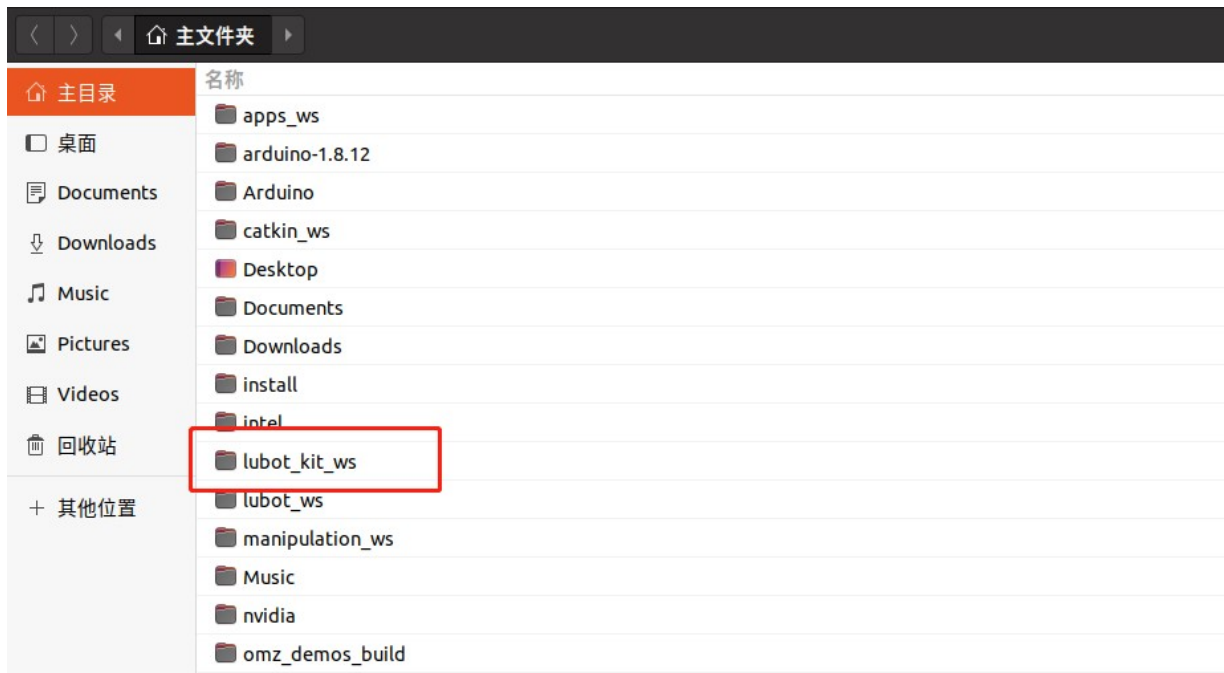 主文件夹
主目录
桌面
Documents
Downloads
Music
Pictures
Videos
回收站
+ 其他位置
名称
apps_ws
arduino-1.8.12
Arduino
catkin_ws
Desktop
Documents
Downloads
install
intel
lubot_kit_ws
lubot_ws
manipulation_ws
Music
nvidia
omz_demos_build